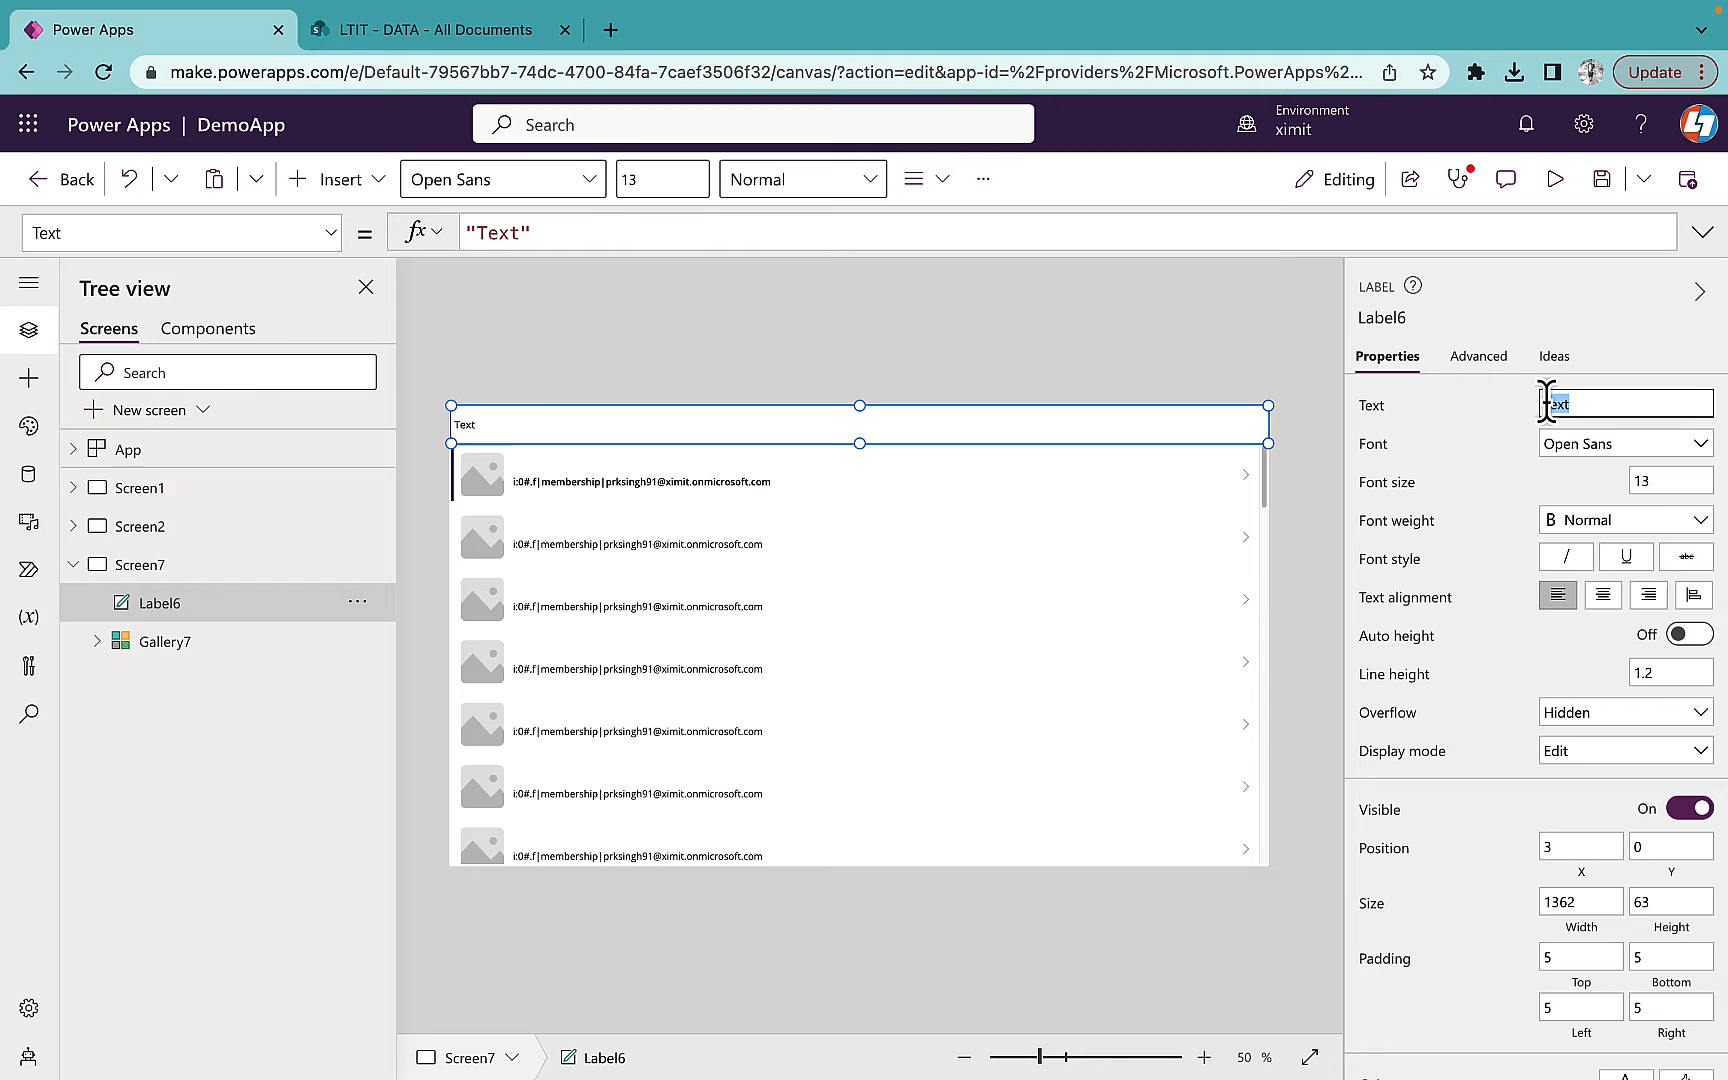 Power Apps
LTIT - DATA - All Documents
make.powerapps.com/e/Default-79567bb7-74dc-4700-84fa-7caef3506f32/canvas/?action=edit&app-id=%2Fproviders%2FMicrosoft.PowerApps%2...
Update
Power Apps | DemoApp
Search
Environment
ximit
Back
Insert
Open Sans
13
Normal
Editing
Text
=
fx
"Text"
Tree view
Screens
Components
Search
New screen
App
Screen1
Screen2
Screen7
Label6
Gallery7
Text
i:0#.f|membership|prksingh91@ximit.onmicrosoft.com
i:0#.f|membership|prksingh91@ximit.onmicrosoft.com
i:0#.f|membership|prksingh91@ximit.onmicrosoft.com
i:0#.f|membership|prksingh91@ximit.onmicrosoft.com
i:0#.f|membership|prksingh91@ximit.onmicrosoft.com
i:0#.f|membership|prksingh91@ximit.onmicrosoft.com
i:0#.f|membership|prksingh91@ximit.onmicrosoft.com
Screen7
Label6
50 %
LABEL
Label6
Properties
Advanced
Ideas
Text Text
Font Open Sans
Font size 13
Font weight B Normal
Font style / U abc
Text alignment
Auto height Off
Line height 1.2
Overflow Hidden
Display mode Edit
Visible On
Position 3 0
X Y
Size 1362 63
Width Height
Padding 5 5
Top Bottom
5 5
Left Right